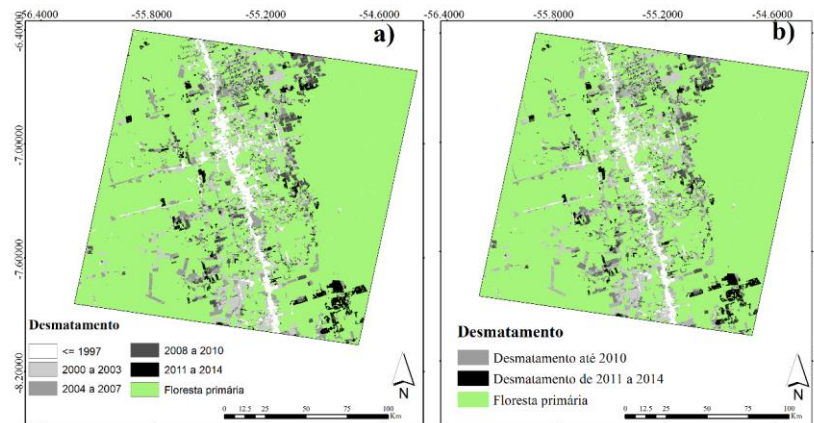 -56.4000 -55.8000 -55.2000 -54.6000
-56.4000 -55.8000 -55.2000 -54.6000
a)
b)
-6.40000
-7.00000
-7.60000
-8.20000
Desmatamento
<= 1997
2000 a 2003
2004 a 2007
2008 a 2010
2011 a 2014
Floresta primária
N
0 12.5 25 50 75 100
Km
Desmatamento
Desmatamento até 2010
Desmatamento de 2011 a 2014
Floresta primária
N
0 12.5 25 50 75 100
Km